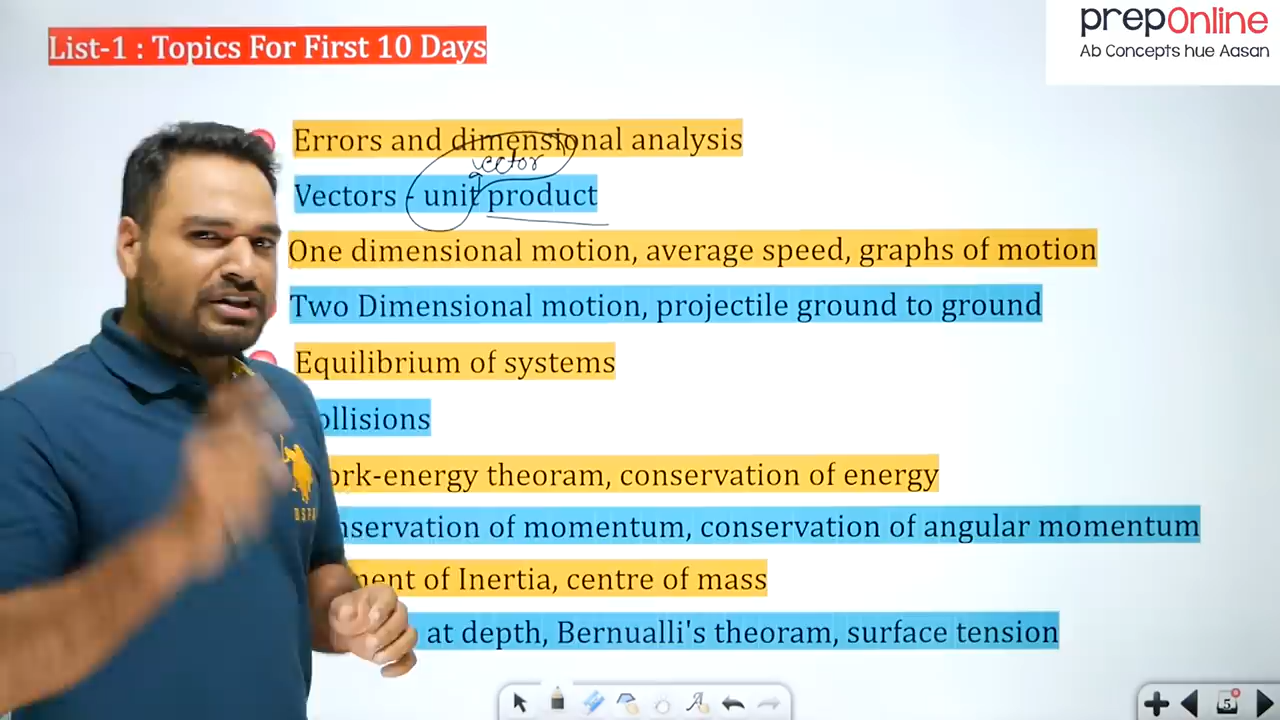 prepOnline
Ab Concepts hue Aasan
List-1 : Topics For First 10 Days
Errors and dimensional analysis
vector
Vectors - unit product
One dimensional motion, average speed, graphs of motion
Two Dimensional motion, projectile ground to ground
Equilibrium of systems
ollisions
ork-energy theoram, conservation of energy
nservation of momentum, conservation of angular momentum
ment of Inertia, centre of mass
at depth, Bernualli's theoram, surface tension
5